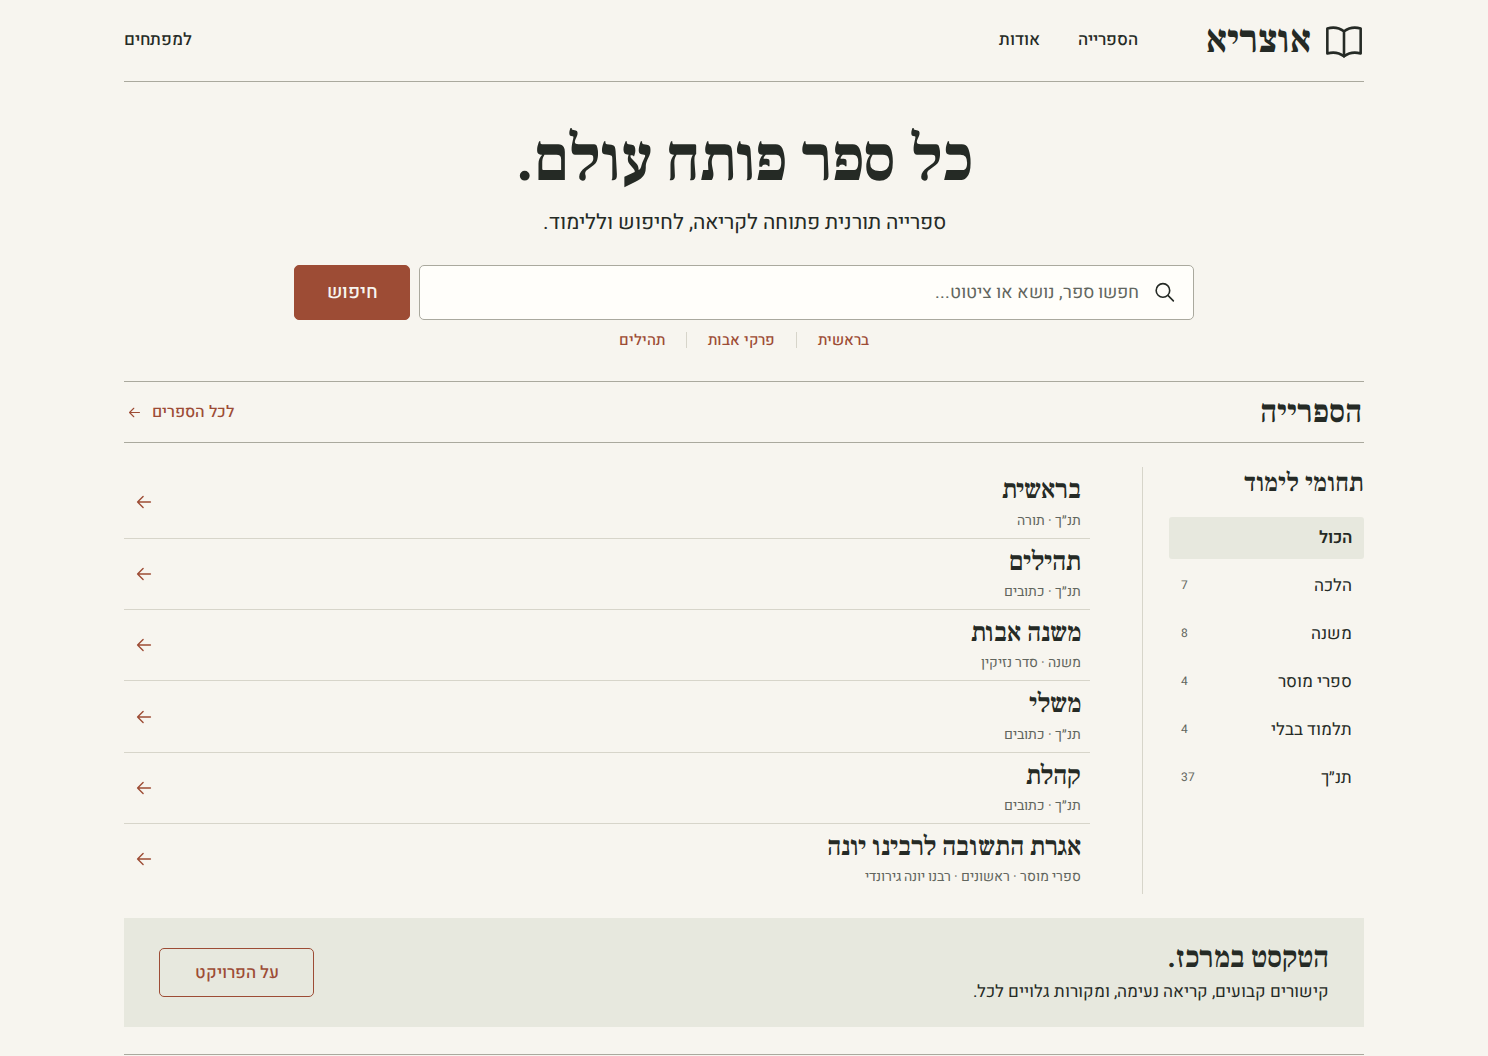 אוצריא
הספרייה
אודות
למפתחים
כל ספר פותח עולם.
ספרייה תורנית פתוחה לקריאה, לחיפוש וללימוד.
חפשו ספר, נושא או ציטוט...
חיפוש
בראשית
פרקי אבות
תהילים
הספרייה
לכל הספרים ←
תחומי לימוד
הכול
הלכה 7
משנה 8
ספרי מוסר 4
תלמוד בבלי 4
תנ״ך 37
בראשית
תנ״ך · תורה
תהילים
תנ״ך · כתובים
משנה אבות
משנה · סדר נזיקין
משלי
תנ״ך · כתובים
קהלת
תנ״ך · כתובים
אגרת התשובה לרבינו יונה
ספרי מוסר · ראשונים · רבנו יונה גירונדי
הטקסט במרכז.
קישורים קבועים, קריאה נעימה, ומקורות גלויים לכל.
על הפרויקט